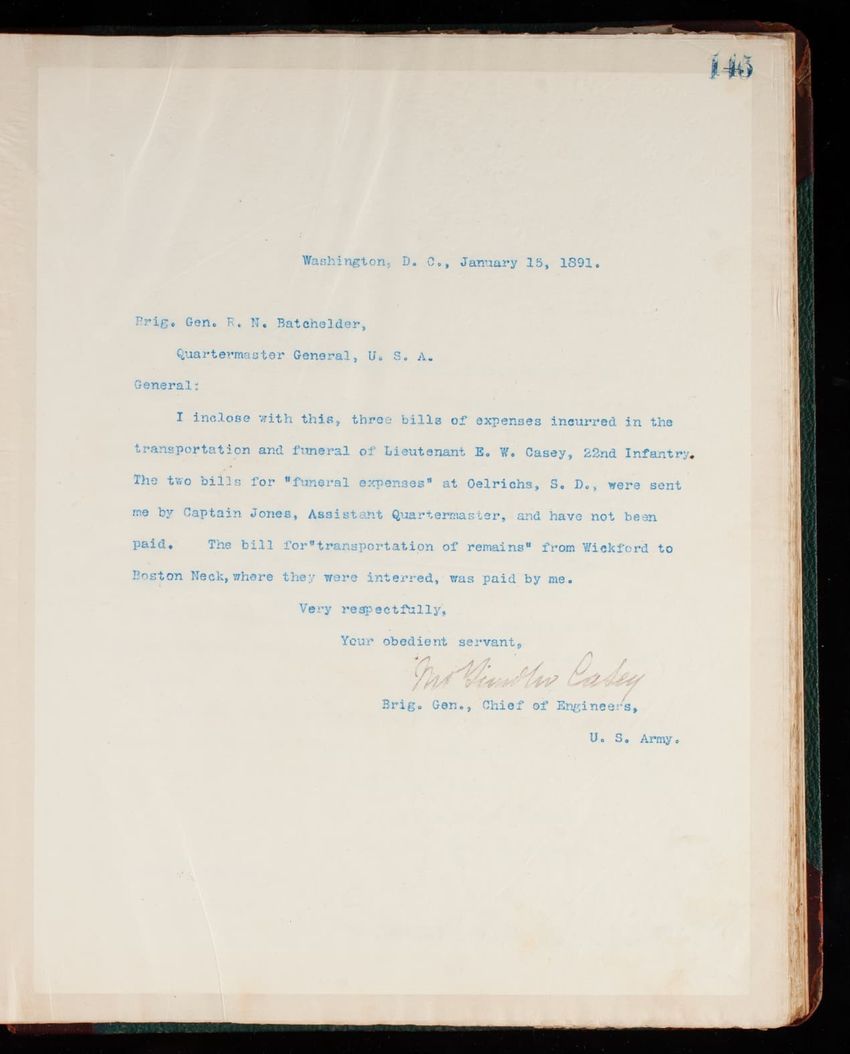 143
Washington, D. C., January 15, 1891.
Brig. Gen. R. N. Batchelder,
Quartermaster General, U. S. A.
General:
I inclose with this, three bills of expenses incurred in the
transportation and funeral of Lieutenant E. W. Casey, 22nd Infantry.
The two bills for "funeral expenses" at Oelrichs, S. D., were sent
me by Captain Jones, Assistant Quartermaster, and have not been
paid. The bill for"transportation of remains" from Wickford to
Boston Neck,where they were interred, was paid by me.
Very respectfully,
Your obedient servant,
Casey
Brig. Gen., Chief of Engineers,
U. S. Army.